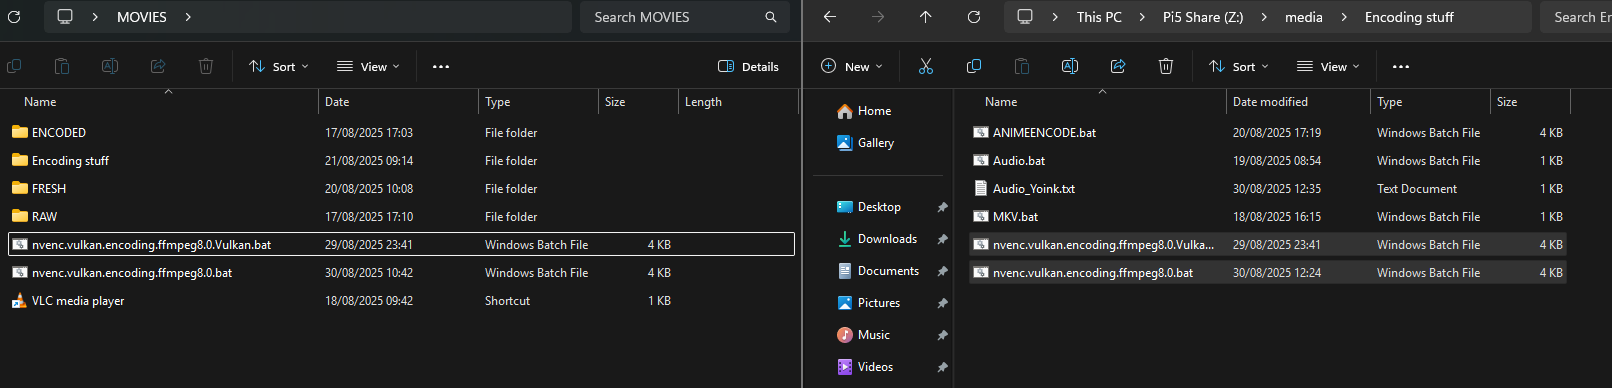 MOVIES
Search MOVIES
Sort
View
Details
Name Date Type Size Length
ENCODED 17/08/2025 17:03 File folder
Encoding stuff 21/08/2025 09:14 File folder
FRESH 20/08/2025 10:08 File folder
RAW 17/08/2025 17:10 File folder
nvenc.vulkan.encoding.ffmpeg8.0.Vulkan.bat 29/08/2025 23:41 Windows Batch File 4 KB
nvenc.vulkan.encoding.ffmpeg8.0.bat 30/08/2025 10:42 Windows Batch File 4 KB
VLC media player 18/08/2025 09:42 Shortcut 1 KB
This PC Pi5 Share (Z:) media Encoding stuff
Search Er
New
Sort
View
Home
Gallery
Desktop
Downloads
Documents
Pictures
Music
Videos
Name Date modified Type Size
ANIMEENCODE.bat 20/08/2025 17:19 Windows Batch File 4 KB
Audio.bat 19/08/2025 08:54 Windows Batch File 1 KB
Audio_Yoink.txt 30/08/2025 12:35 Text Document 1 KB
MKV.bat 18/08/2025 16:15 Windows Batch File 1 KB
nvenc.vulkan.encoding.ffmpeg8.0.Vulka... 29/08/2025 23:41 Windows Batch File 4 KB
nvenc.vulkan.encoding.ffmpeg8.0.bat 30/08/2025 12:24 Windows Batch File 4 KB